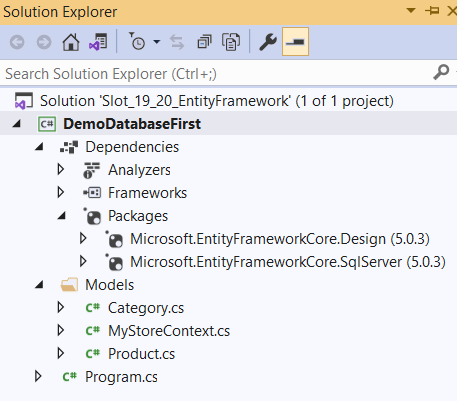 Solution Explorer
Search Solution Explorer (Ctrl+;)
Solution 'Slot_19_20_EntityFramework' (1 of 1 project)
C# DemoDatabaseFirst
Dependencies
Analyzers
Frameworks
Packages
Microsoft.EntityFrameworkCore.Design (5.0.3)
Microsoft.EntityFrameworkCore.SqlServer (5.0.3)
Models
C# Category.cs
C# MyStoreContext.cs
C# Product.cs
C# Program.cs